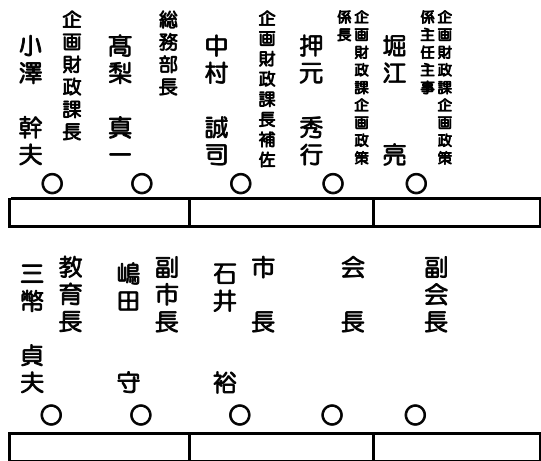 企画財政課企画政策
係主任主事
堀江 亮
企画財政課企画政策
係長
押元 秀行
企画財政課長補佐
中村 誠司
総務部長
髙梨 真一
企画財政課長
小澤 幹夫
副会長
会 長
市 長
石井 裕
副市長
嶋田 守
教育長
三幣 貞夫